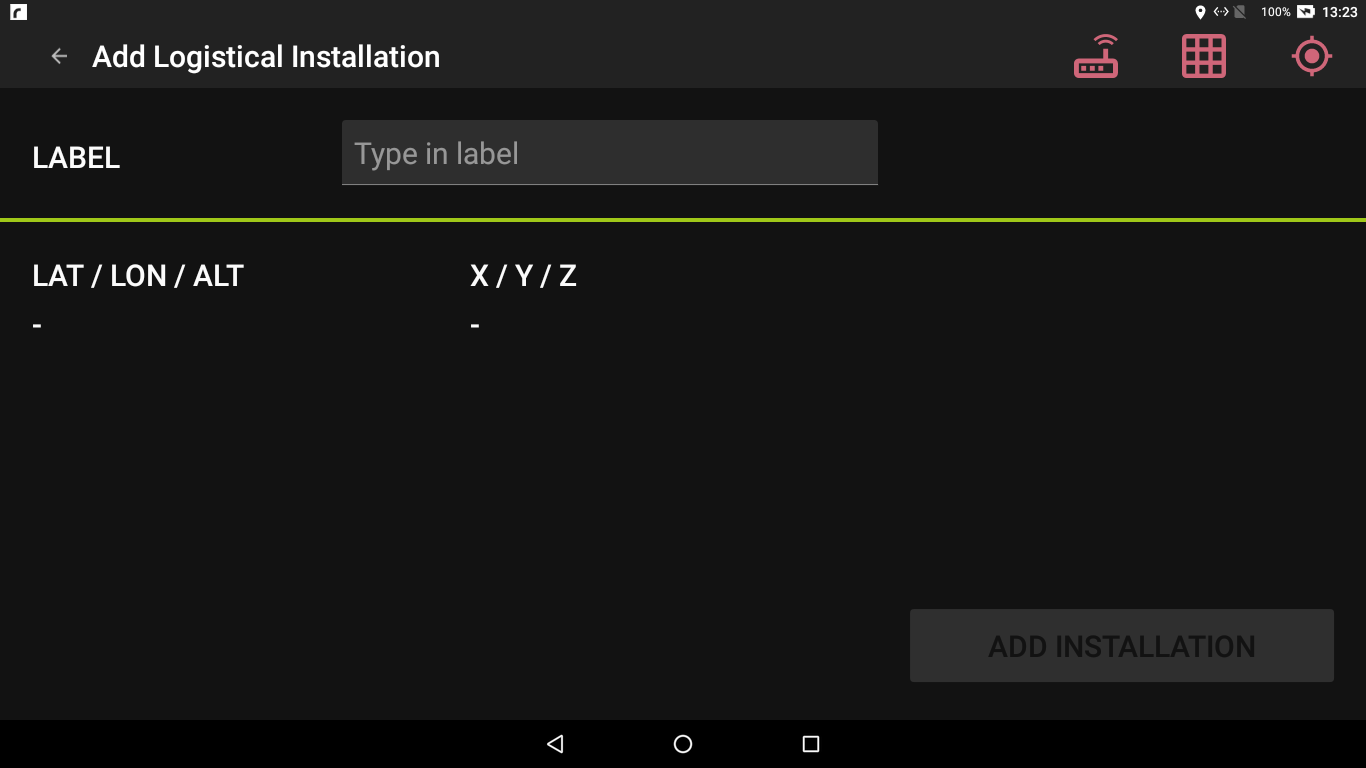 100% 13:23
Add Logistical Installation
LABEL
Type in label
LAT / LON / ALT
X / Y / Z
-
-
ADD INSTALLATION